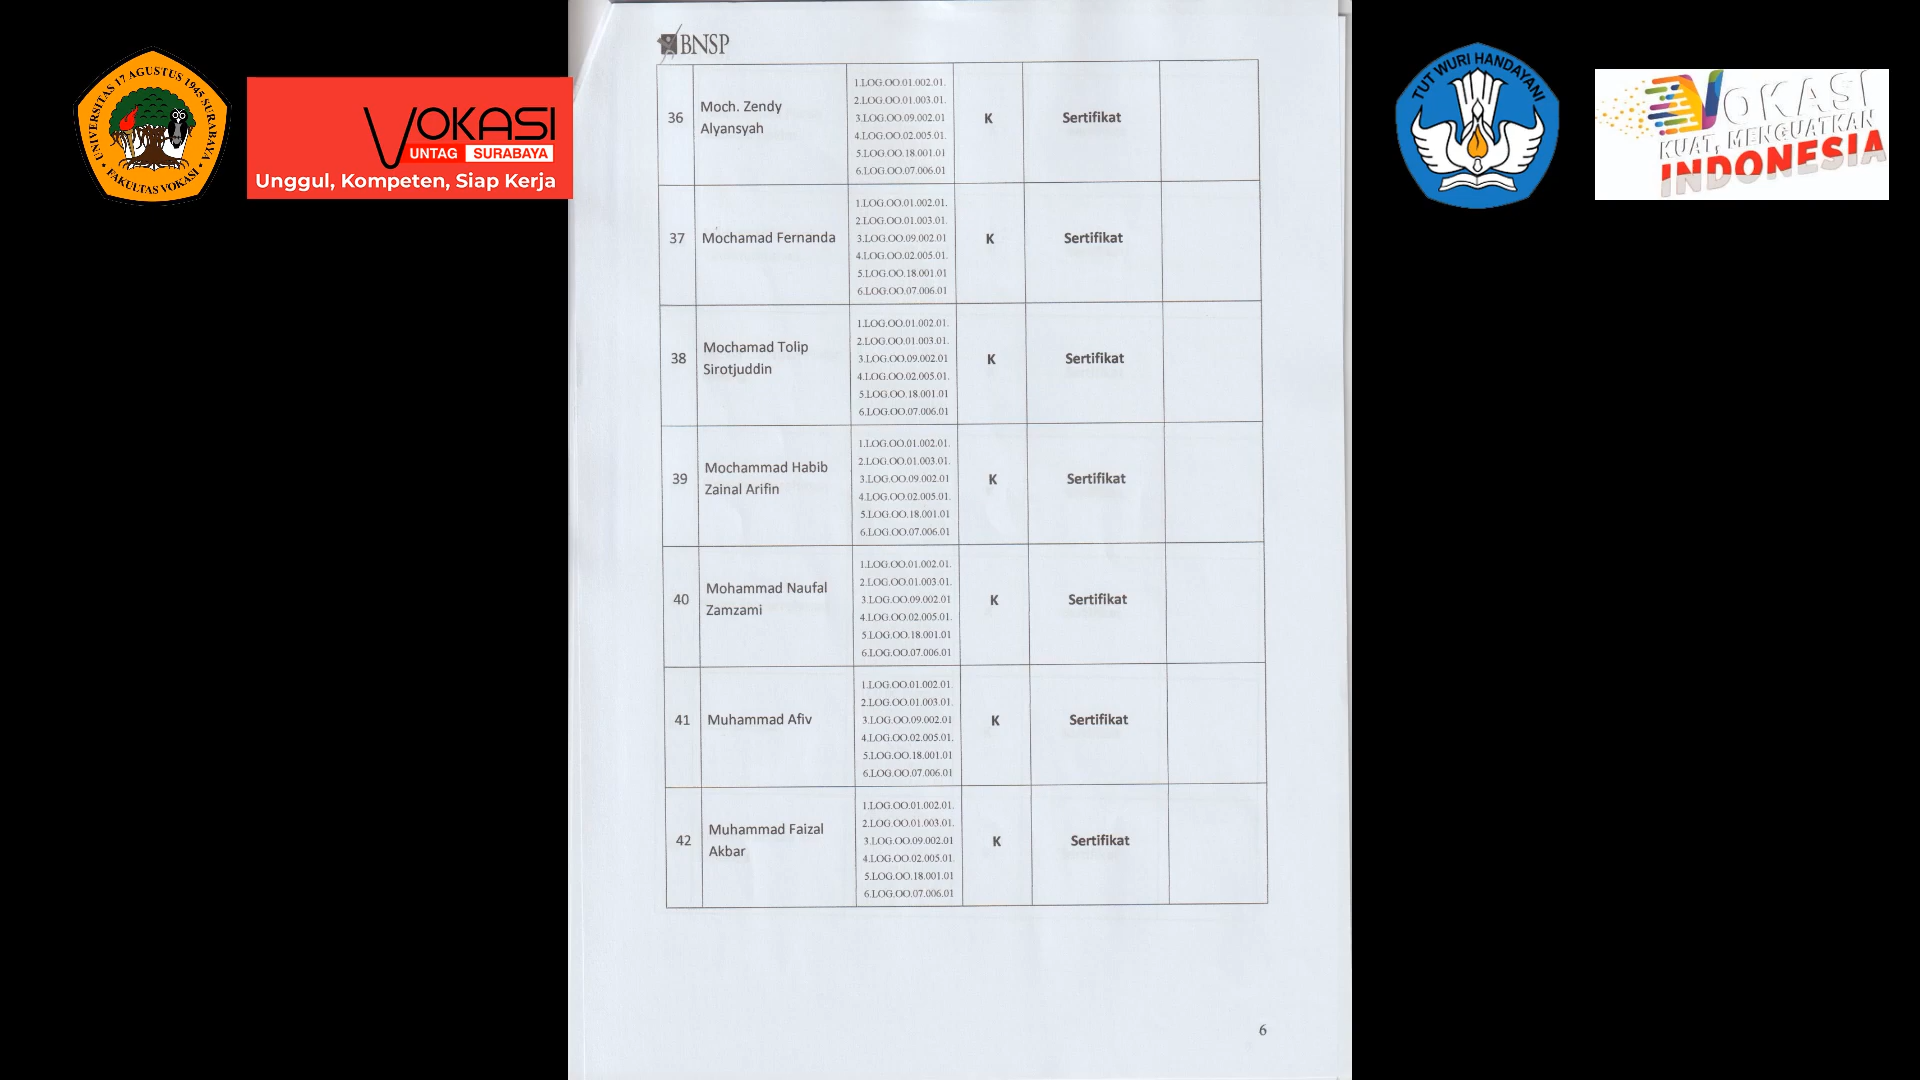 UNIVERSITAS 17 AGUSTUS 1945 SURABAYA
FAKULTAS VOKASI
VOKASI
UNTAG SURABAYA
Unggul, Kompeten, Siap Kerja
BNSP
36
Moch. Zendy
Alyansyah
1.LOG.OO.01.002.01.
2.LOG.OO.01.003.01.
3.LOG.OO.09.002.01
4.LOG.OO.02.005.01.
5.LOG.OO.18.001.01
6.LOG.OO.07.006.01
K
Sertifikat
37
Mochamad Fernanda
1.LOG.OO.01.002.01.
2.LOG.OO.01.003.01.
3.LOG.OO.09.002.01
4.LOG.OO.02.005.01.
5.LOG.OO.18.001.01
6.LOG.OO.07.006.01
K
Sertifikat
38
Mochamad Tolip
Sirotjuddin
1.LOG.OO.01.002.01.
2.LOG.OO.01.003.01.
3.LOG.OO.09.002.01
4.LOG.OO.02.005.01.
5.LOG.OO.18.001.01
6.LOG.OO.07.006.01
K
Sertifikat
39
Mochammad Habib
Zainal Arifin
1.LOG.OO.01.002.01.
2.LOG.OO.01.003.01.
3.LOG.OO.09.002.01
4.LOG.OO.02.005.01.
5.LOG.OO.18.001.01
6.LOG.OO.07.006.01
K
Sertifikat
40
Mohammad Naufal
Zamzami
1.LOG.OO.01.002.01.
2.LOG.OO.01.003.01.
3.LOG.OO.09.002.01
4.LOG.OO.02.005.01.
5.LOG.OO.18.001.01
6.LOG.OO.07.006.01
K
Sertifikat
41
Muhammad Afiv
1.LOG.OO.01.002.01.
2.LOG.OO.01.003.01.
3.LOG.OO.09.002.01
4.LOG.OO.02.005.01.
5.LOG.OO.18.001.01
6.LOG.OO.07.006.01
K
Sertifikat
42
Muhammad Faizal
Akbar
1.LOG.OO.01.002.01.
2.LOG.OO.01.003.01.
3.LOG.OO.09.002.01
4.LOG.OO.02.005.01.
5.LOG.OO.18.001.01
6.LOG.OO.07.006.01
K
Sertifikat
6
TUT WURI HANDAYANI
VOKASI
KUAT, MENGUATKAN
INDONESIA